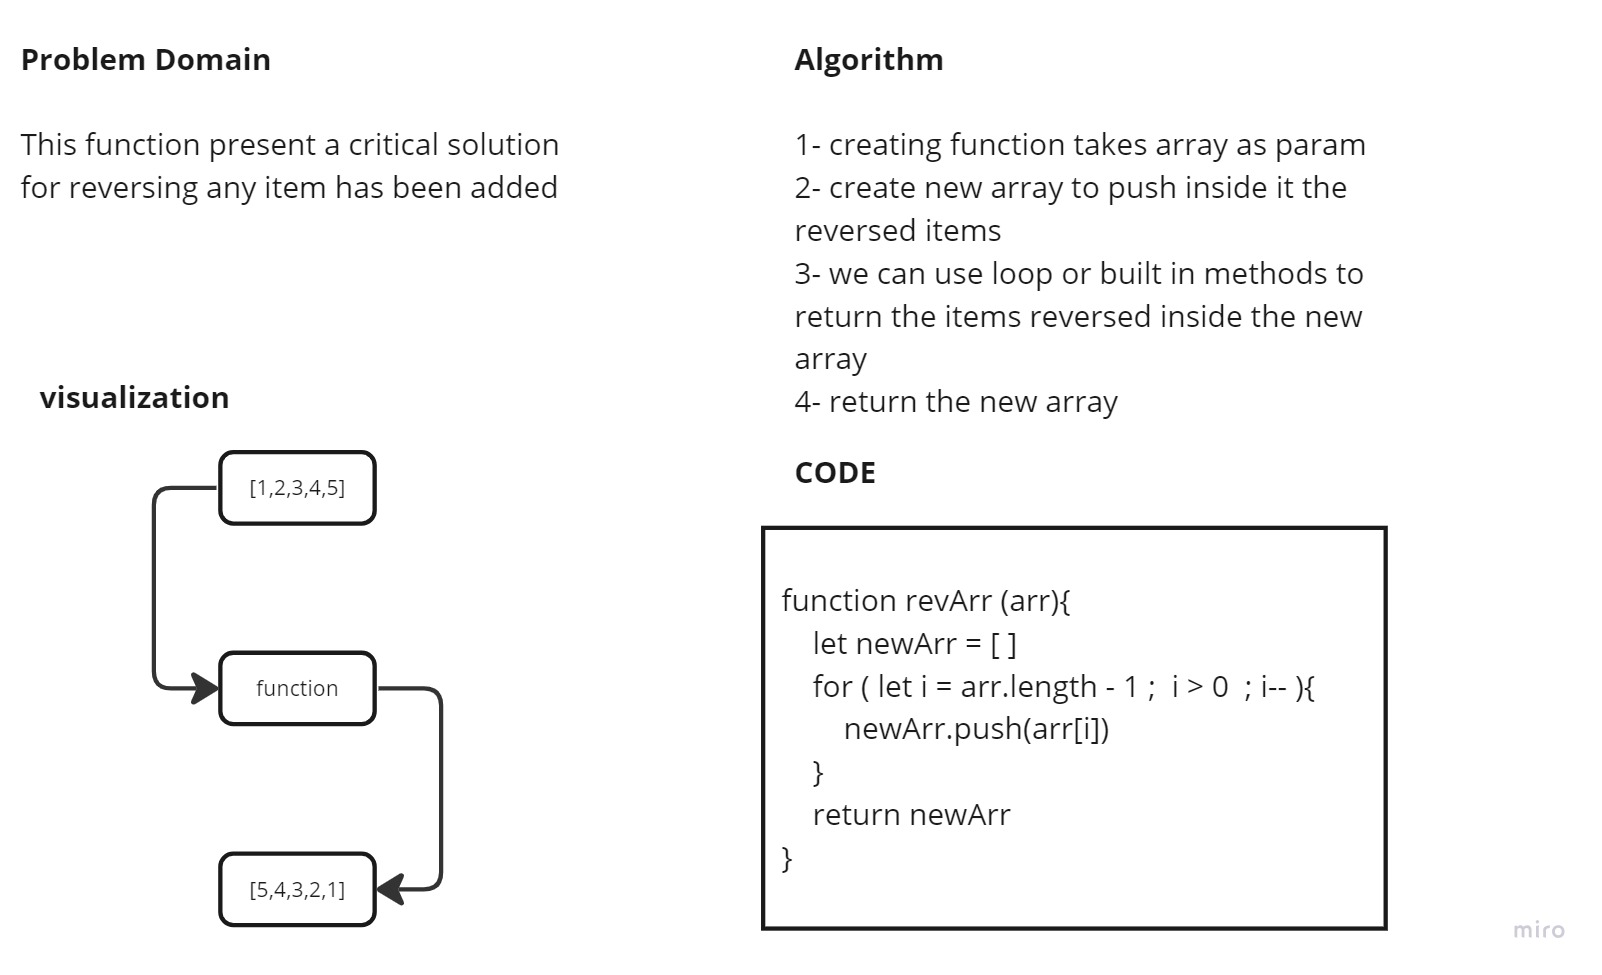 Problem Domain
This function present a critical solution
for reversing any item has been added
visualization
[1,2,3,4,5]
function
[5,4,3,2,1]
Algorithm
1- creating function takes array as param
2- create new array to push inside it the
reversed items
3- we can use loop or built in methods to
return the items reversed inside the new
array
4- return the new array
CODE
function revArr (arr){
let newArr = [ ]
for ( let i = arr.length - 1 ;  i > 0  ; i-- ){
newArr.push(arr[i])
}
return newArr
}
miro